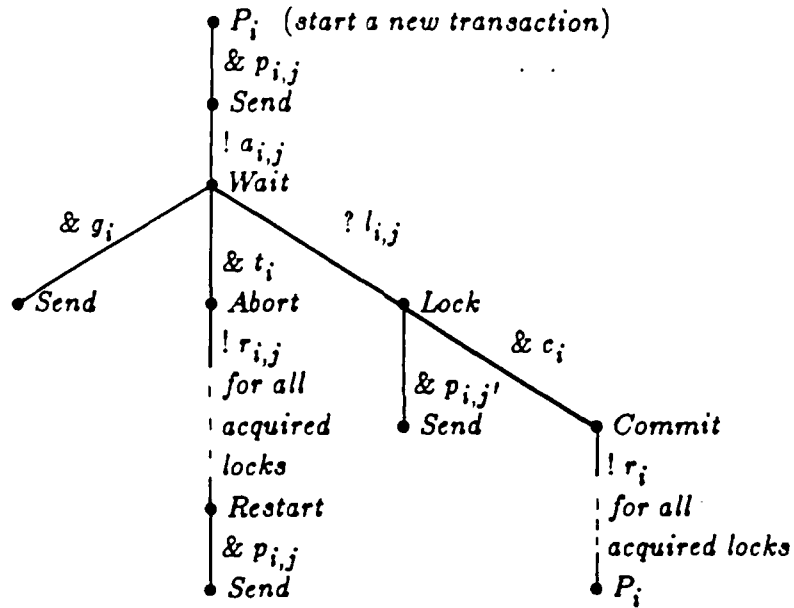 P_i (start a new transaction)
& p_{i,j}
Send
! a_{i,j}
Wait
& g_i
? l_{i,j}
& t_i
Send
Abort
Lock
! r_{i,j}
& c_i
for all
& p_{i,j'}
acquired
Send
Commit
locks
! r_i
Restart
for all
& p_{i,j}
acquired locks
Send
P_i